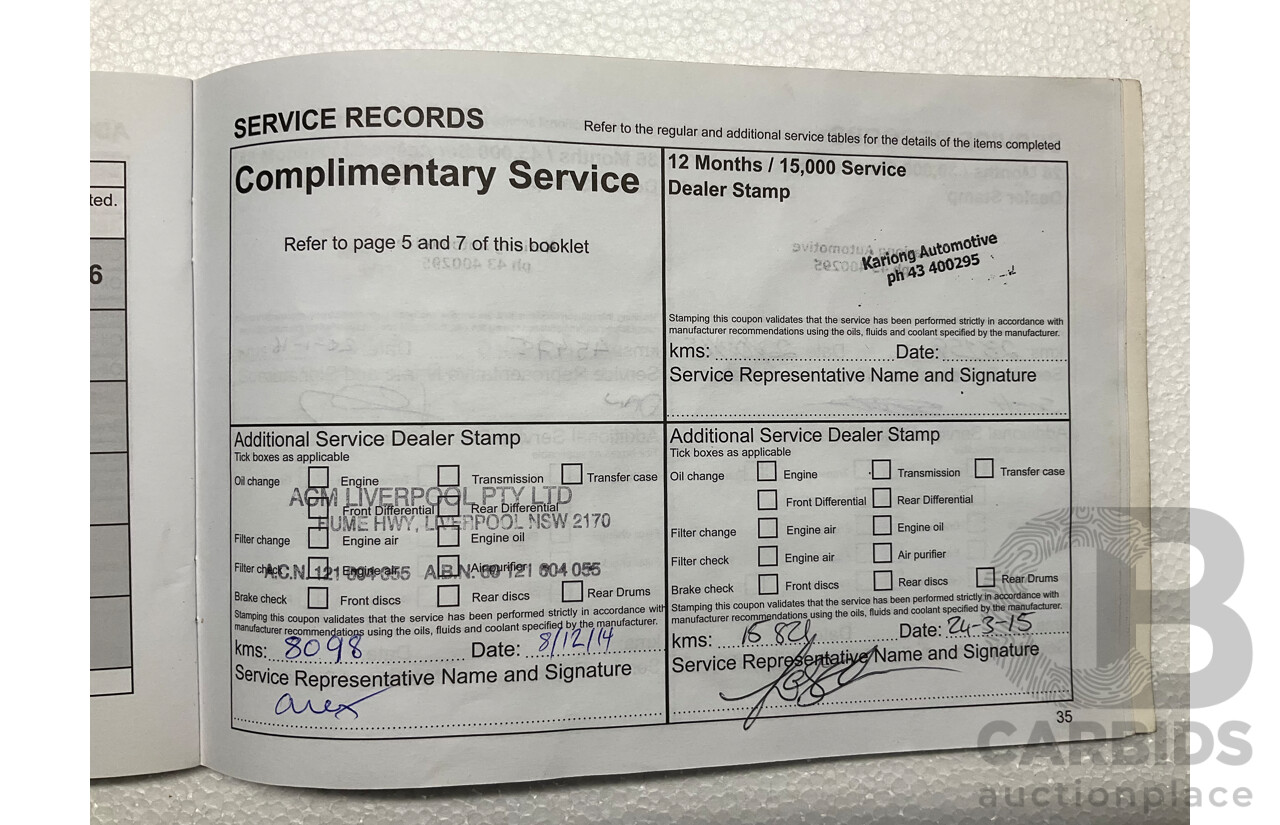 ted.
6
SERVICE RECORDS
Refer to the regular and additional service tables for the details of the items completed
Complimentary Service
Refer to page 5 and 7 of this booklet
12 Months / 15,000 Service
Dealer Stamp
Kariong Automotive
ph 43 400295
Stamping this coupon validates that the service has been performed strictly in accordance with
manufacturer recommendations using the oils, fluids and coolant specified by the manufacturer.
kms: Date:
Service Representative Name and Signature
Additional Service Dealer Stamp
Tick boxes as applicable
Oil change Engine Transmission Transfer case
AGM LIVERPOOL PTY LTD
Front Differential Rear Differential
HUME HWY, LIVERPOOL NSW 2170
Filter change Engine air Engine oil
Filter check Engine air Air purifier
A.C.N. 121 604 055 A.B.N. 60 121 604 055
Brake check Front discs Rear discs Rear Drums
Stamping this coupon validates that the service has been performed strictly in accordance with
manufacturer recommendations using the oils, fluids and coolant specified by the manufacturer.
kms: 8098 Date: 8/12/14
Service Representative Name and Signature
alex
Additional Service Dealer Stamp
Tick boxes as applicable
Oil change Engine Transmission Transfer case
Front Differential Rear Differential
Filter change Engine air Engine oil
Filter check Engine air Air purifier
Brake check Front discs Rear discs Rear Drums
Stamping this coupon validates that the service has been performed strictly in accordance with
manufacturer recommendations using the oils, fluids and coolant specified by the manufacturer.
kms: Date: 24-3-15
Service Representative Name and Signature
35
CB
CARBIDS
auctionplace